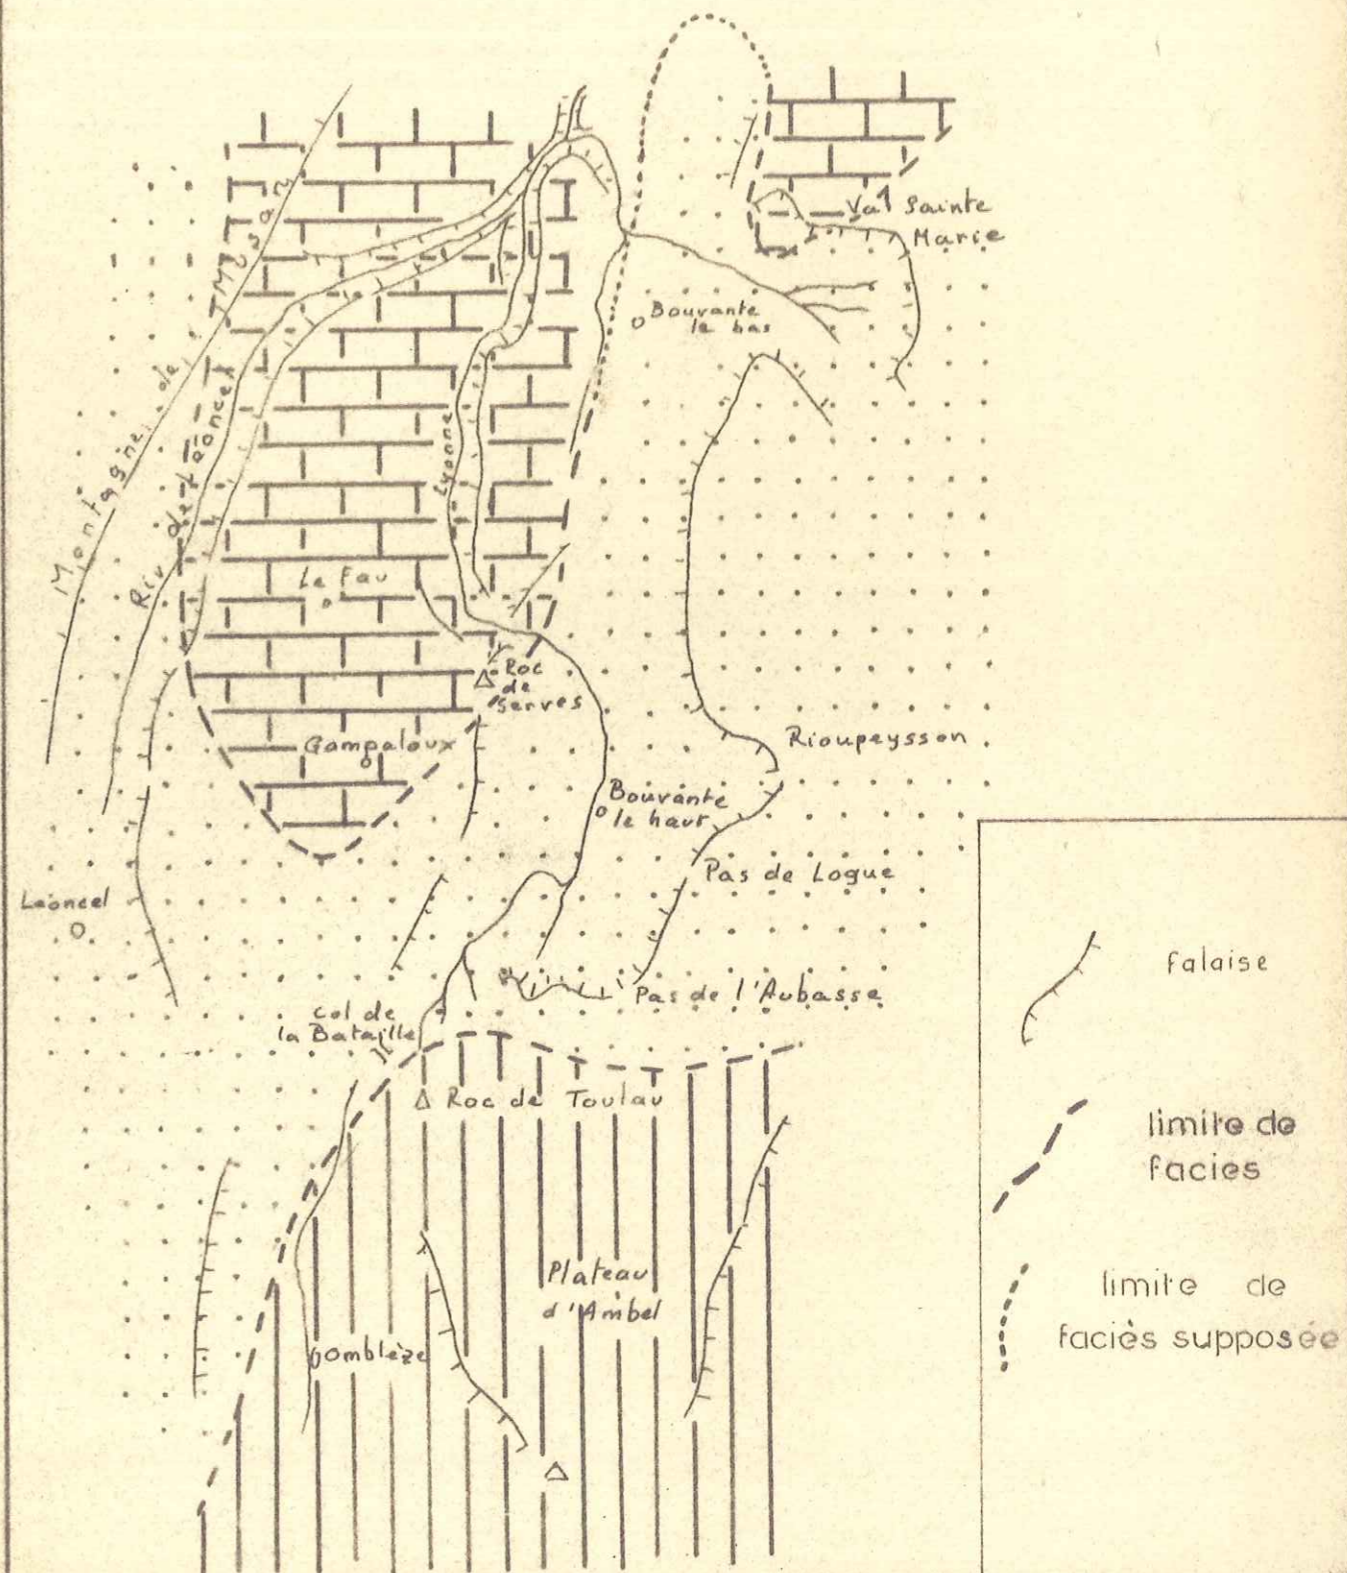 Val Sainte
Marie
Montagne de Musan
Riv. de Léoncel
Bouvante
le bas
Lyonne
Le Fau
Roc
de
Serves
Gampaloux
Rioupeysson
Bouvante
le haut
Pas de Logue
Léoncel
Pas de l'Aubasse
Col de
la Bataille
Roc de Toulau
Plateau
d'Ambel
Omblèze
falaise
limite de
facies
limite de
faciès supposée